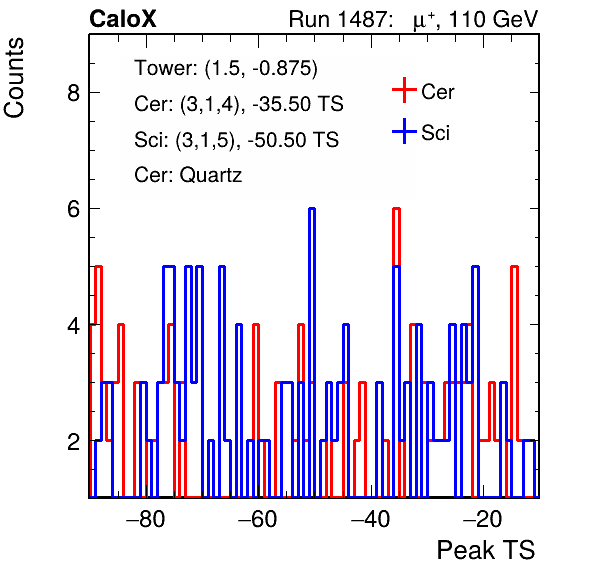 CaloX Run 1487: μ⁺, 110 GeV
Counts
Tower: (1.5, -0.875)
Cer: (3,1,4), -35.50 TS
Sci: (3,1,5), -50.50 TS
Cer: Quartz
Cer
Sci
8
6
4
2
−80 −60 −40 −20
Peak TS